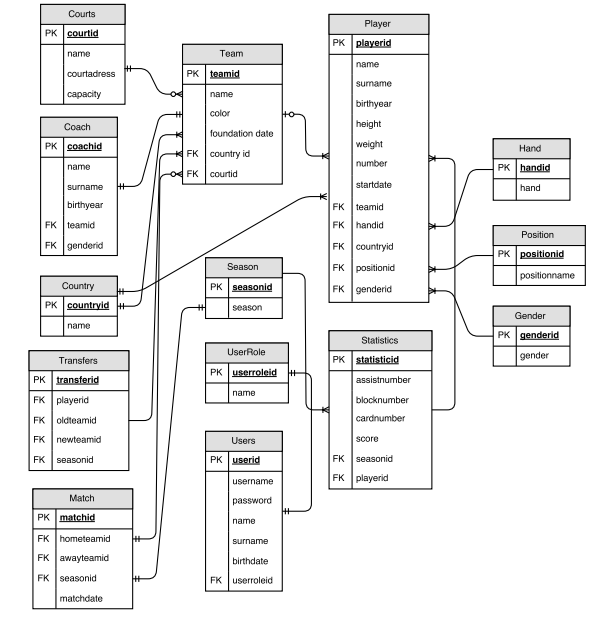 Courts
PK courtid
name
courtadress
capacity
Coach
PK coachid
name
surname
birthyear
FK teamid
FK genderid
Country
PK countryid
name
Transfers
PK transferid
FK playerid
FK oldteamid
FK newteamid
FK seasonid
Match
PK matchid
FK hometeamid
FK awayteamid
FK seasonid
matchdate
Team
PK teamid
name
color
foundation date
FK country id
FK courtid
Season
PK seasonid
season
UserRole
PK userroleid
name
Users
PK userid
username
password
name
surname
birthdate
FK userroleid
Player
PK playerid
name
surname
birthyear
height
weight
number
startdate
FK teamid
FK handid
FK countryid
FK positionid
FK genderid
Statistics
PK statisticid
assistnumber
blocknumber
cardnumber
score
FK seasonid
FK playerid
Hand
PK handid
hand
Position
PK positionid
positionname
Gender
PK genderid
gender